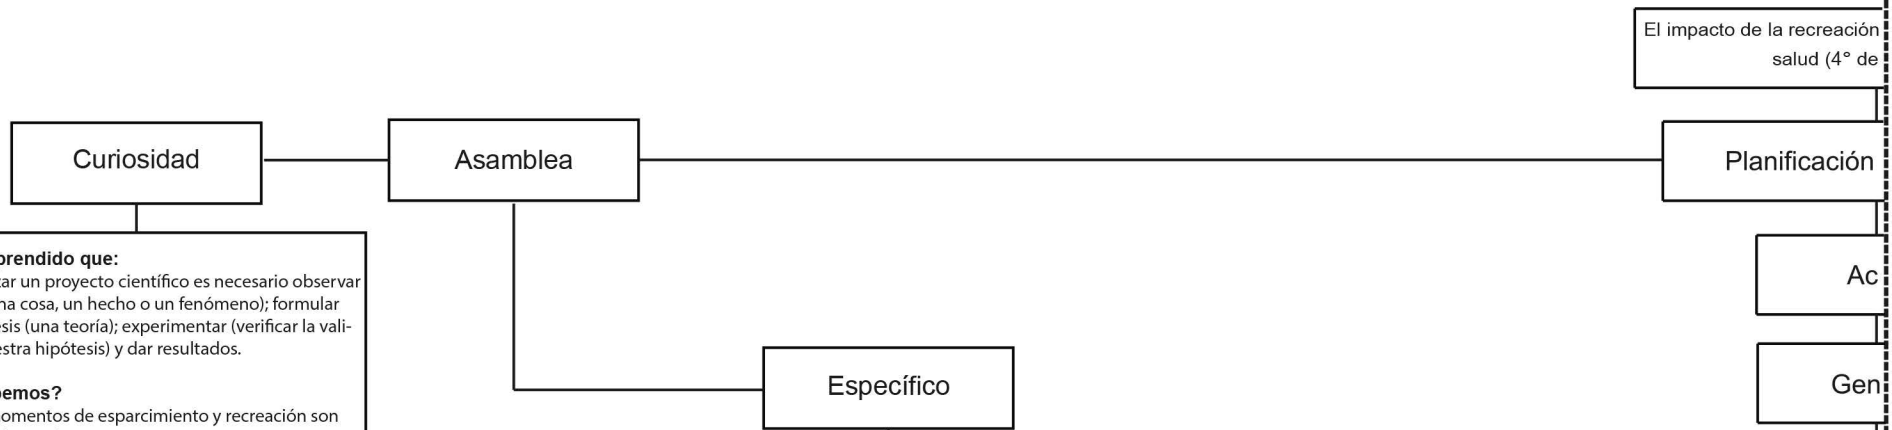 El impacto de la recreación
salud (4° de
Curiosidad
Asamblea
Planificación
prendido que:
zar un proyecto científico es necesario observar
na cosa, un hecho o un fenómeno); formular
esis (una teoría); experimentar (verificar la vali-
estra hipótesis) y dar resultados.
bemos?
omentos de esparcimiento y recreación son
Específico
Ac
Gen